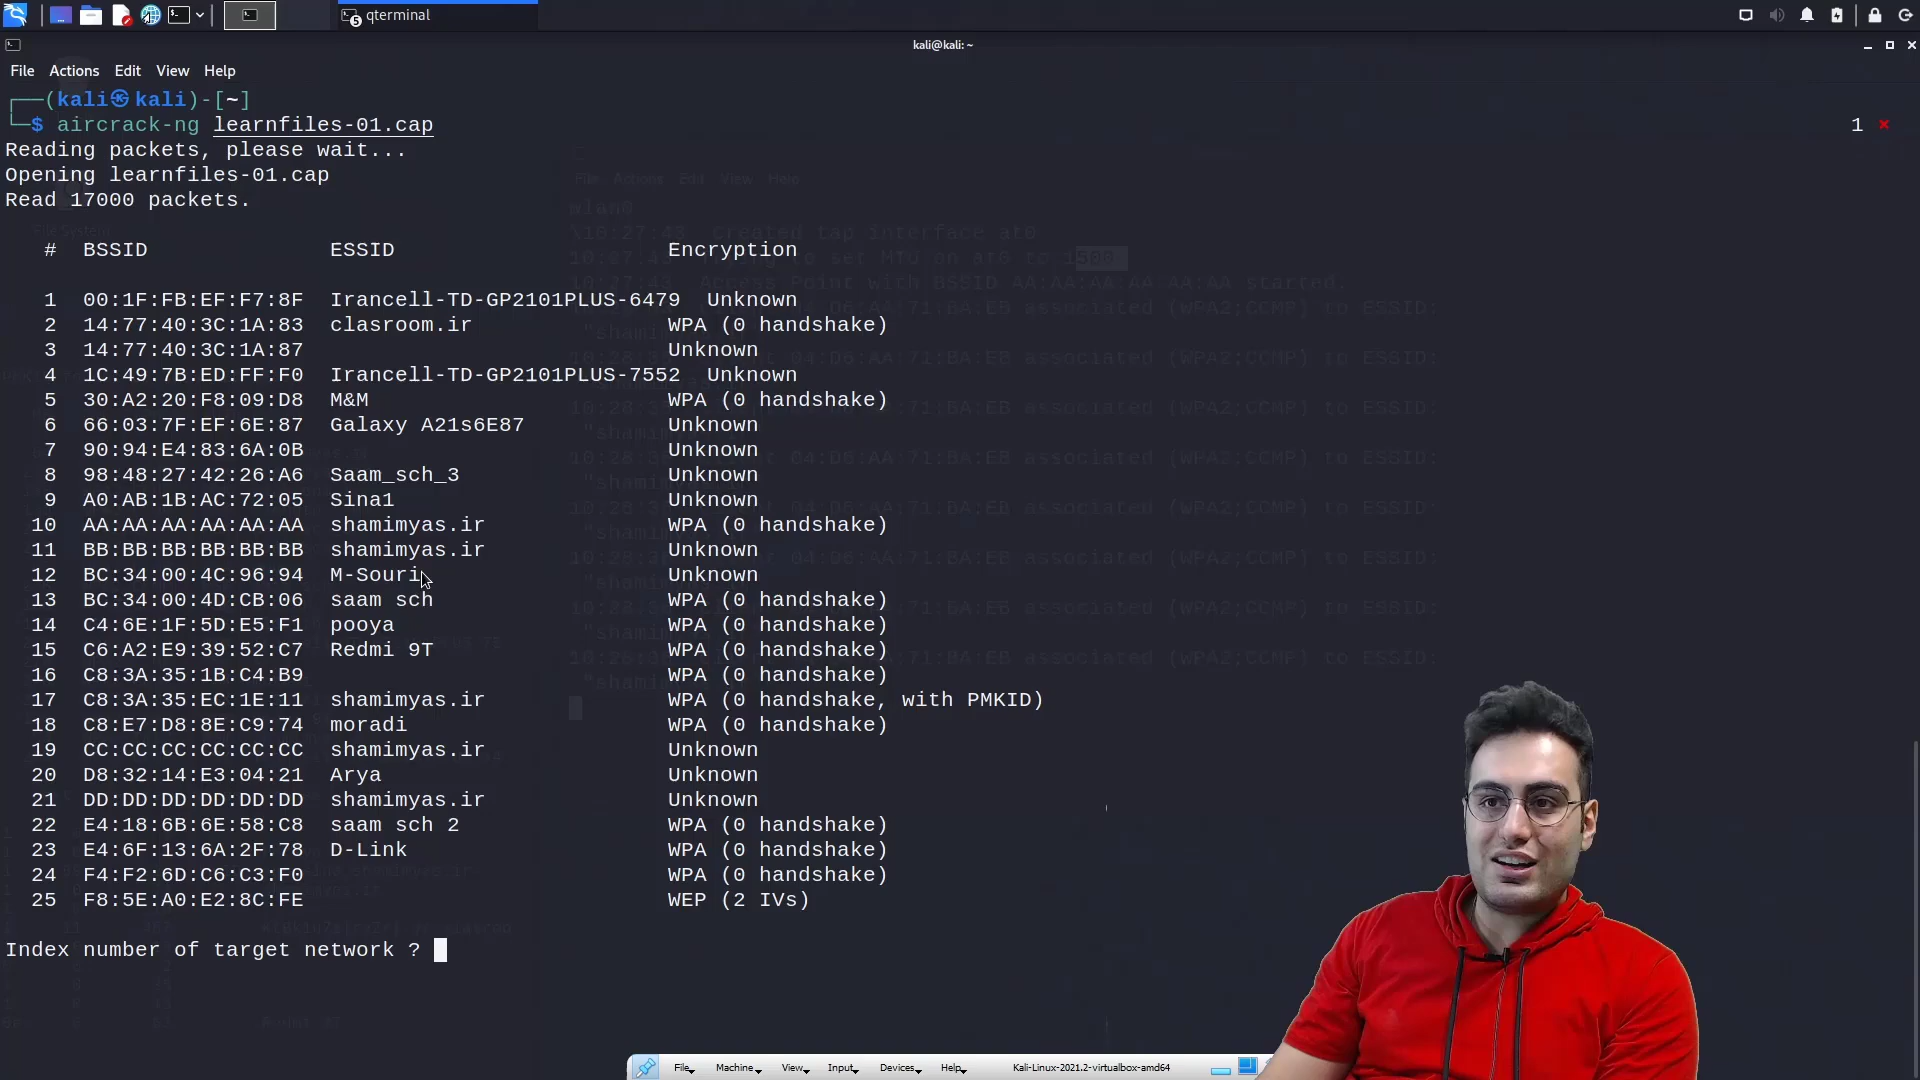 qterminal
5
kali@kali: ~
File Actions Edit View Help
┌──(kali㉿kali)-[~]
└─$ aircrack-ng learnfiles-01.cap
1 ×
Reading packets, please wait...
Opening learnfiles-01.cap
Read 17000 packets.
# BSSID ESSID Encryption
1 00:1F:FB:EF:F7:8F Irancell-TD-GP2101PLUS-6479 Unknown
2 14:77:40:3C:1A:83 clasroom.ir WPA (0 handshake)
3 14:77:40:3C:1A:87 Unknown
4 1C:49:7B:ED:FF:F0 Irancell-TD-GP2101PLUS-7552 Unknown
5 30:A2:20:F8:09:D8 M&M WPA (0 handshake)
6 66:03:7F:EF:6E:87 Galaxy A21s6E87 Unknown
7 90:94:E4:83:6A:0B Unknown
8 98:48:27:42:26:A6 Saam_sch_3 Unknown
9 A0:AB:1B:AC:72:05 Sina1 Unknown
10 AA:AA:AA:AA:AA:AA shamimyas.ir WPA (0 handshake)
11 BB:BB:BB:BB:BB:BB shamimyas.ir Unknown
12 BC:34:00:4C:96:94 M-Souri Unknown
13 BC:34:00:4D:CB:06 saam sch WPA (0 handshake)
14 C4:6E:1F:5D:E5:F1 pooya WPA (0 handshake)
15 C6:A2:E9:39:52:C7 Redmi 9T WPA (0 handshake)
16 C8:3A:35:1B:C4:B9 WPA (0 handshake)
17 C8:3A:35:EC:1E:11 shamimyas.ir WPA (0 handshake, with PMKID)
18 C8:E7:D8:8E:C9:74 moradi WPA (0 handshake)
19 CC:CC:CC:CC:CC:CC shamimyas.ir Unknown
20 D8:32:14:E3:04:21 Arya Unknown
21 DD:DD:DD:DD:DD:DD shamimyas.ir Unknown
22 E4:18:6B:6E:58:C8 saam sch 2 WPA (0 handshake)
23 E4:6F:13:6A:2F:78 D-Link WPA (0 handshake)
24 F4:F2:6D:C6:C3:F0 WPA (0 handshake)
25 F8:5E:A0:E2:8C:FE WEP (2 IVs)
Index number of target network ?
File Machine View Input Devices Help Kali-Linux-2021.2-virtualbox-amd64